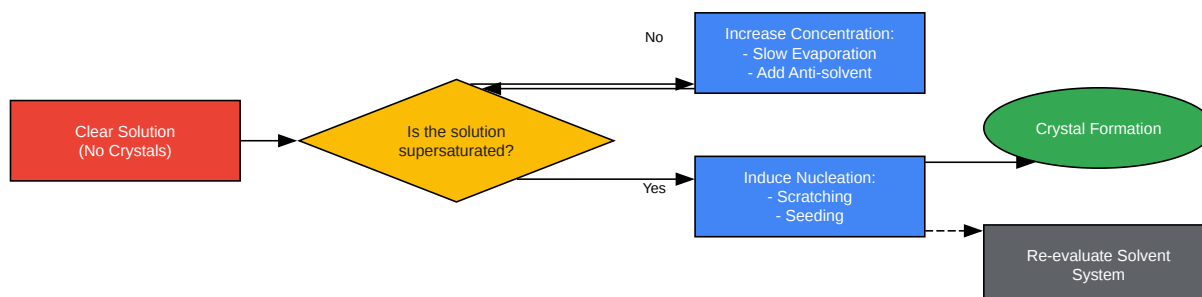 Clear Solution
(No Crystals)
Is the solution
supersaturated?
No
Increase Concentration:
- Slow Evaporation
- Add Anti-solvent
Yes
Induce Nucleation:
- Scratching
- Seeding
Crystal Formation
Re-evaluate Solvent
System